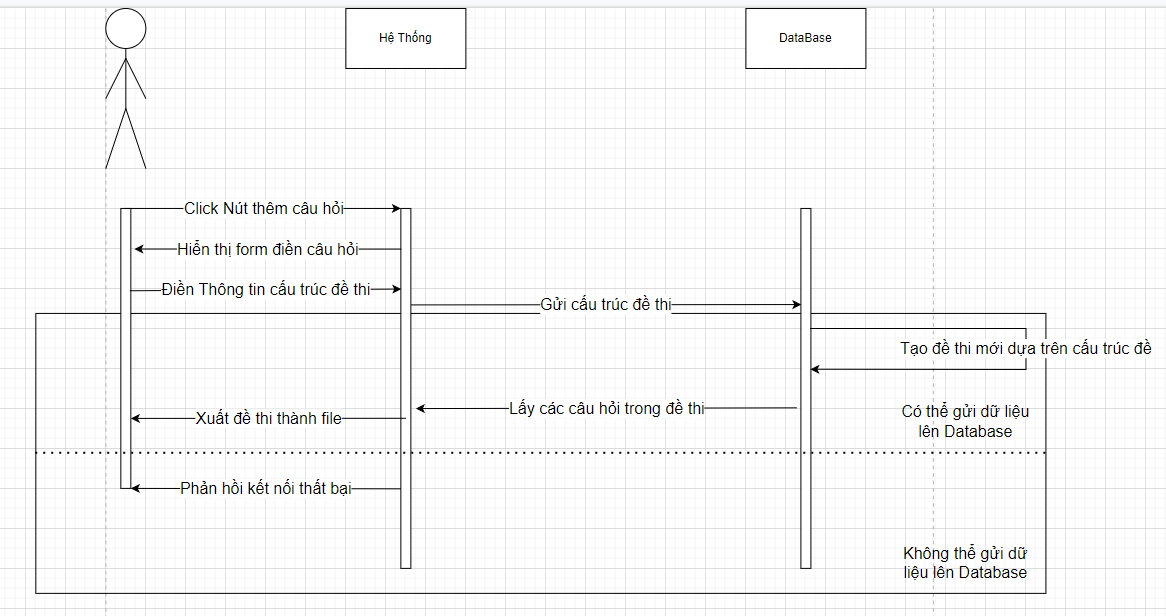 Hệ Thống
DataBase
Click Nút thêm câu hỏi
Hiển thị form điền câu hỏi
Điền Thông tin cấu trúc đề thi
Gửi cấu trúc đề thi
Tạo đề thi mới dựa trên cấu trúc đề
Lấy các câu hỏi trong đề thi
Xuất đề thi thành file
Có thể gửi dữ liệu
lên Database
Phản hồi kết nối thất bại
Không thể gửi dữ
liệu lên Database